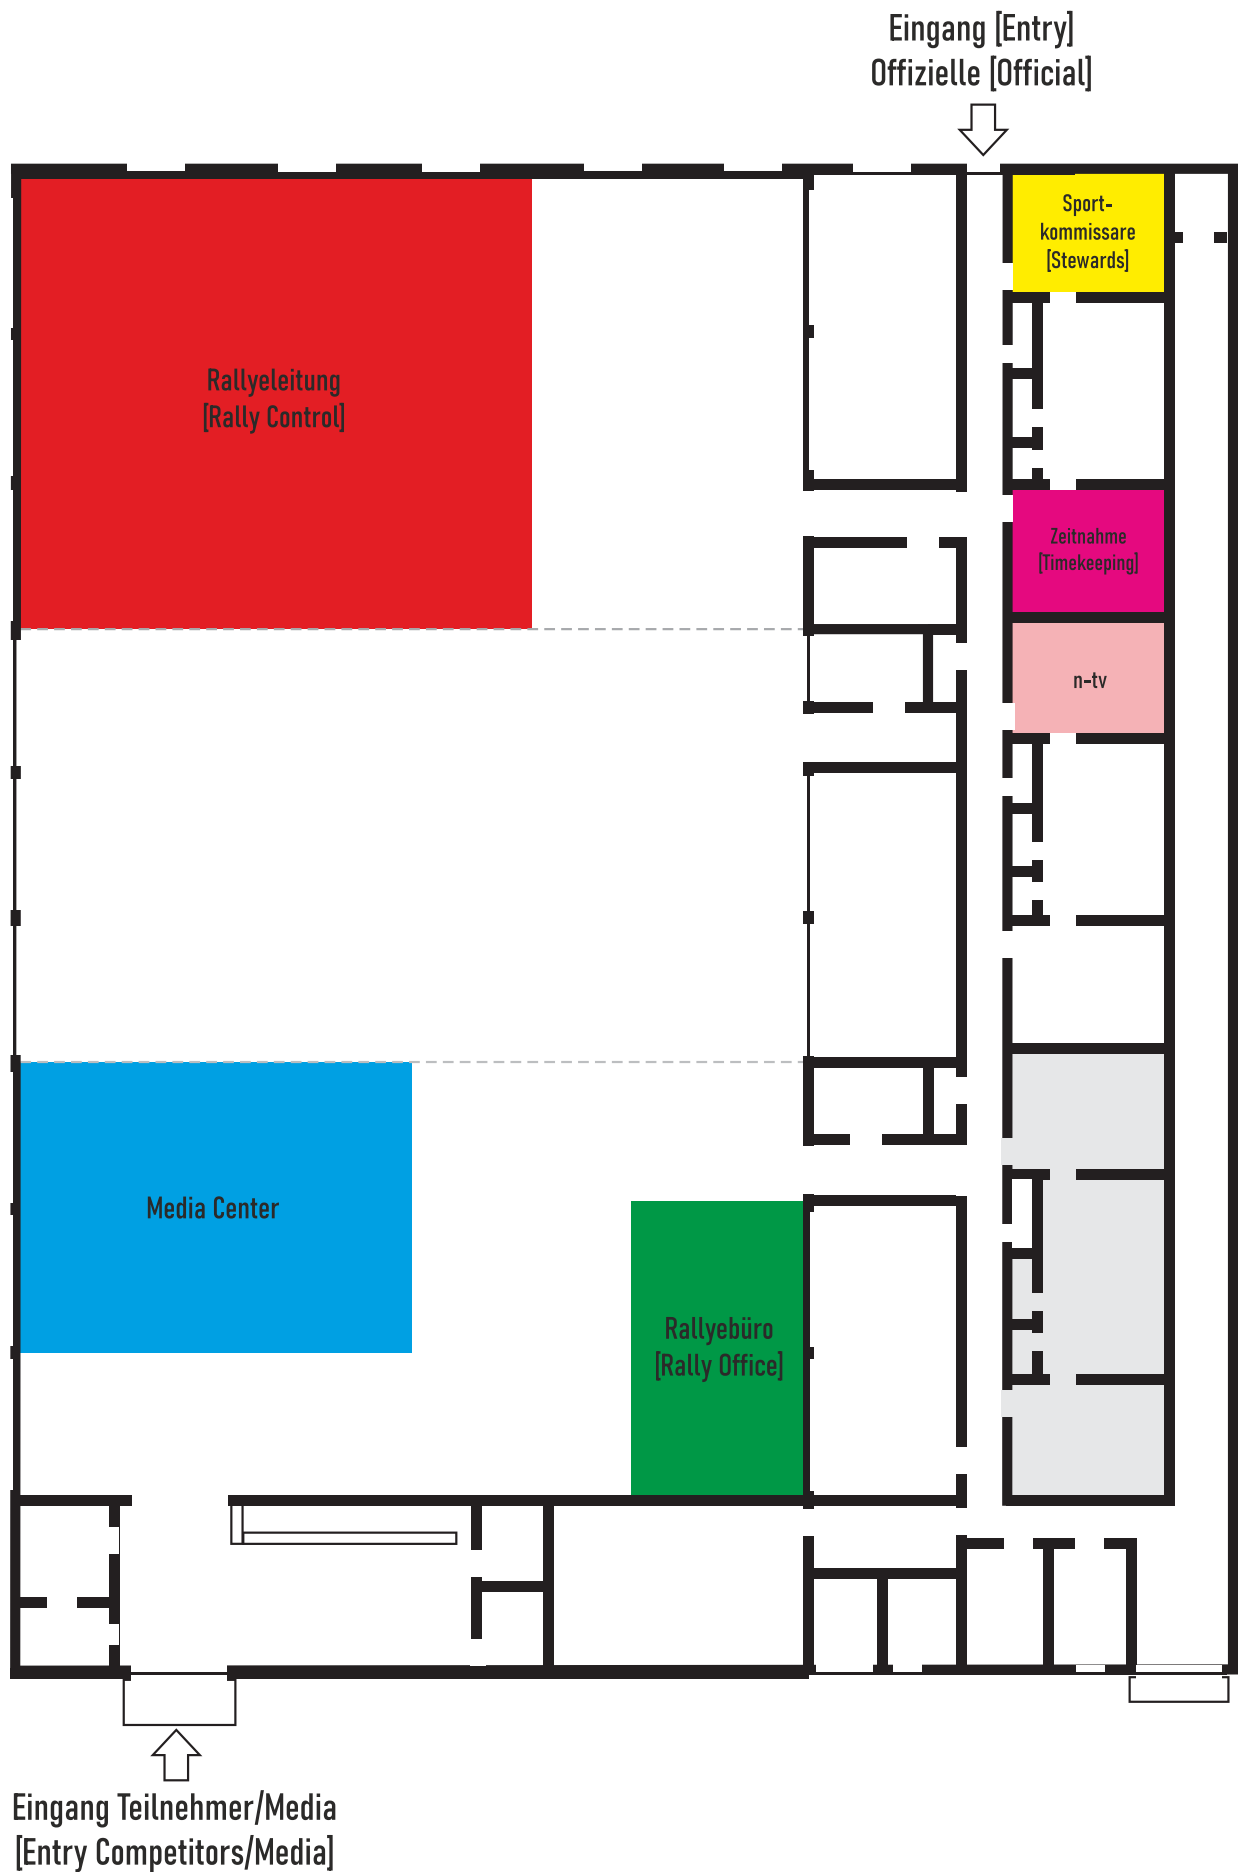 Eingang [Entry]
Offizielle [Official]
Sport-
kommissare
[Stewards]
Rallyeleitung
[Rally Control]
Zeitnahme
[Timekeeping]
n-tv
Media Center
Rallyebüro
[Rally Office]
Eingang Teilnehmer/Media
[Entry Competitors/Media]